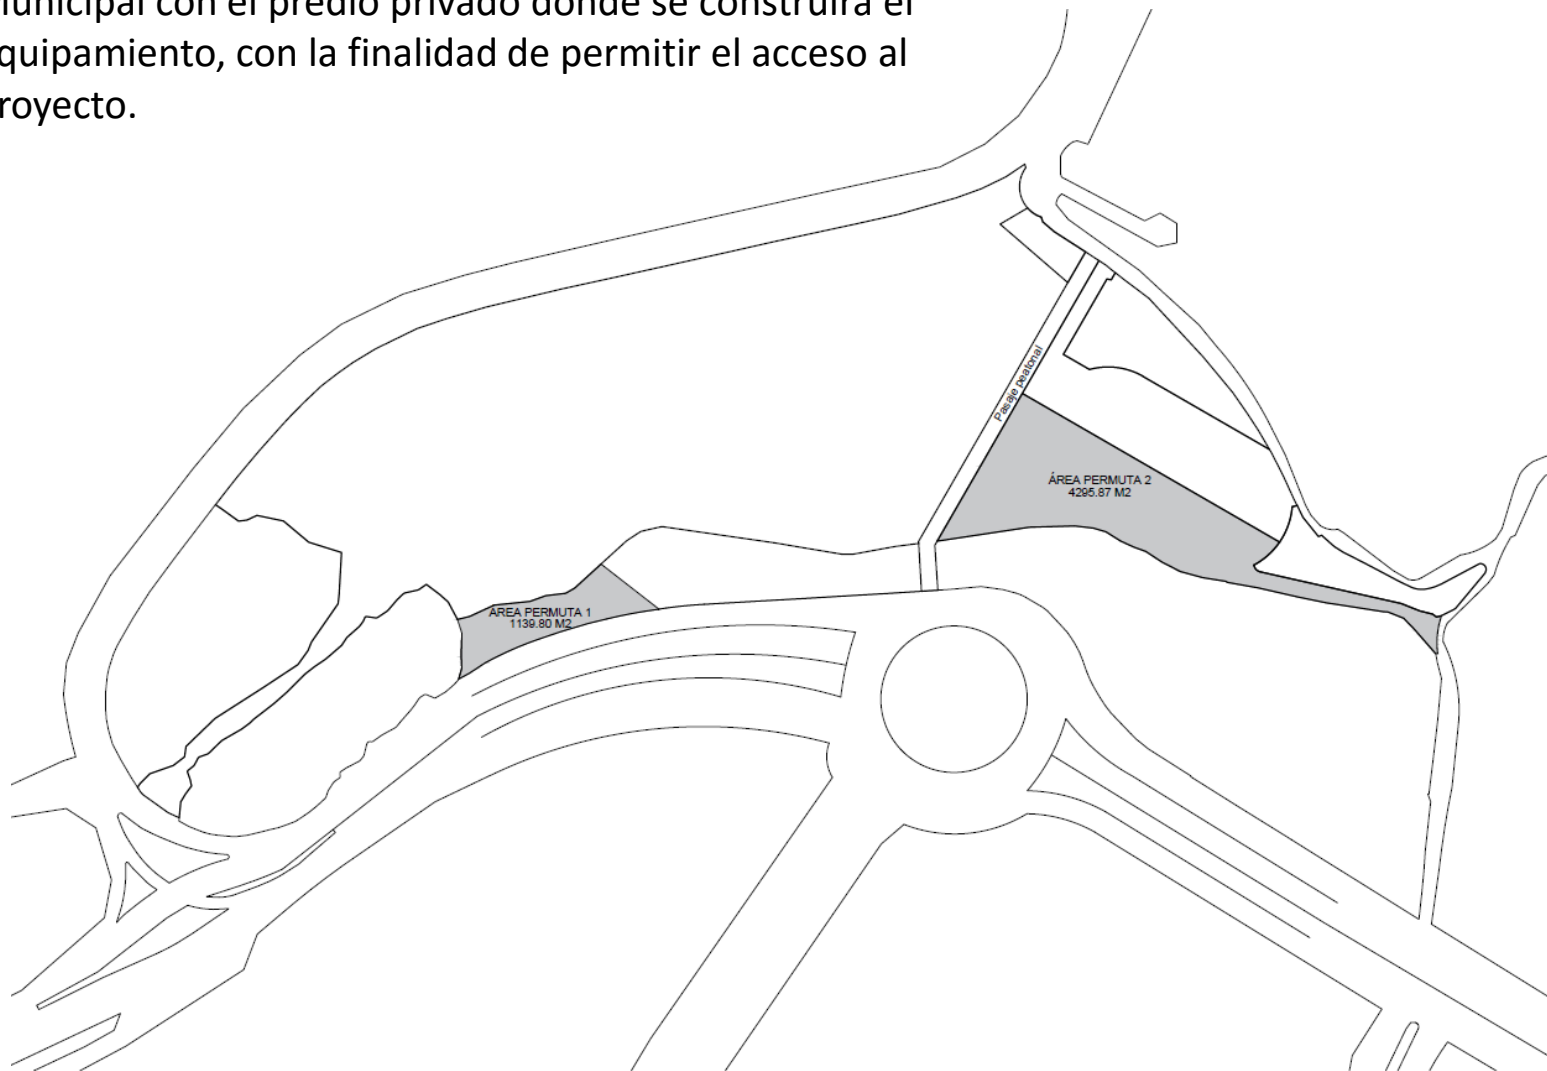 unicipal con el predio privado donde se construirá el
quipamiento, con la finalidad de permitir el acceso al
royecto.
Pasaje peatonal
ÁREA PERMUTA 2
4295.87 M2
ÁREA PERMUTA 1
1139.80 M2